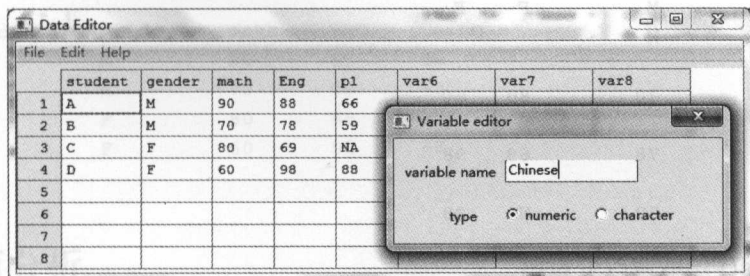 Data Editor
File Edit Help
student gender math Eng p1 var6 var7 var8
1 A M 90 88 66
2 B M 70 78 59
3 C F 80 69 NA
4 D F 60 98 88
5
6
7
8
Variable editor
variable name Chinese
type numeric character